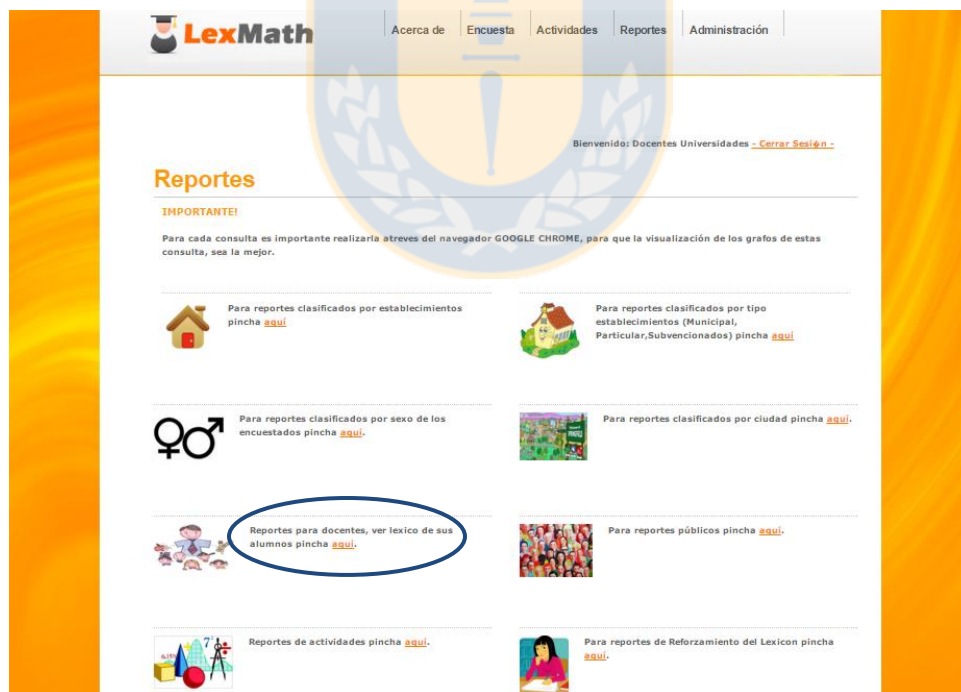 LexMath
Acerca de
Encuesta
Actividades
Reportes
Administración
Bienvenido: Docentes Universidades - Cerrar Sesi�n -
Reportes
IMPORTANTE!
Para cada consulta es importante realizarla atreves del navegador GOOGLE CHROME, para que la visualización de los grafos de estas
consulta, sea la mejor.
Para reportes clasificados por establecimientos
pincha aquí
Para reportes clasificados por tipo
establecimientos (Municipal,
Particular,Subvencionados) pincha aquí
Para reportes clasificados por sexo de los
encuestados pincha aquí.
Para reportes clasificados por ciudad pincha aquí.
Reportes para docentes, ver lexico de sus
alumnos pincha aquí.
Para reportes públicos pincha aquí.
Reportes de actividades pincha aquí.
Para reportes de Reforzamiento del Lexicon pincha
aquí.